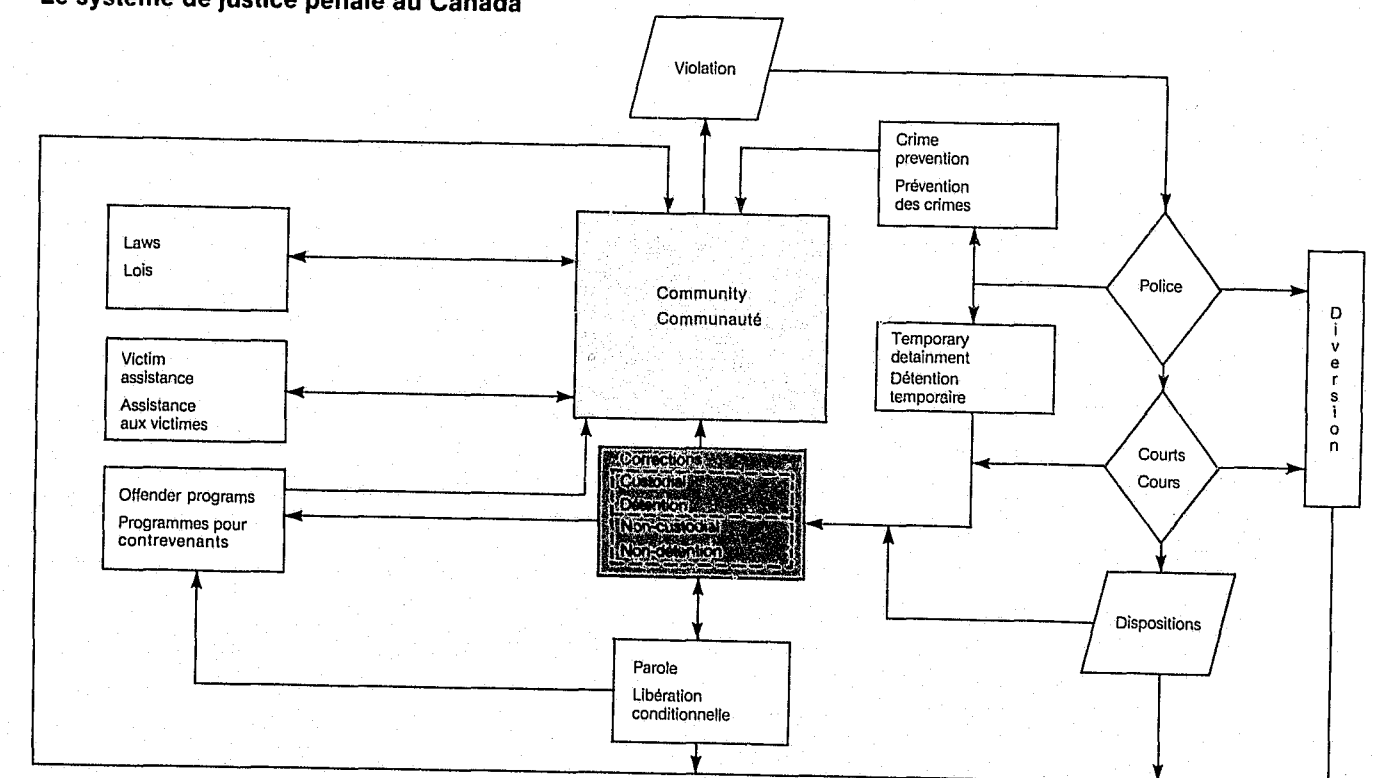 Le système de justice pénale au Canada
Violation
Crime
prevention
Prévention
des crimes
Laws
Lois
Community
Communauté
Police
Diversion
Victim
assistance
Assistance
aux victimes
Temporary
detainment
Détention
temporaire
Courts
Cours
Corrections
Custodial
Détention
Non-custodial
Non-détention
Offender programs
Programmes pour
contrevenants
Dispositions
Parole
Libération
conditionnelle